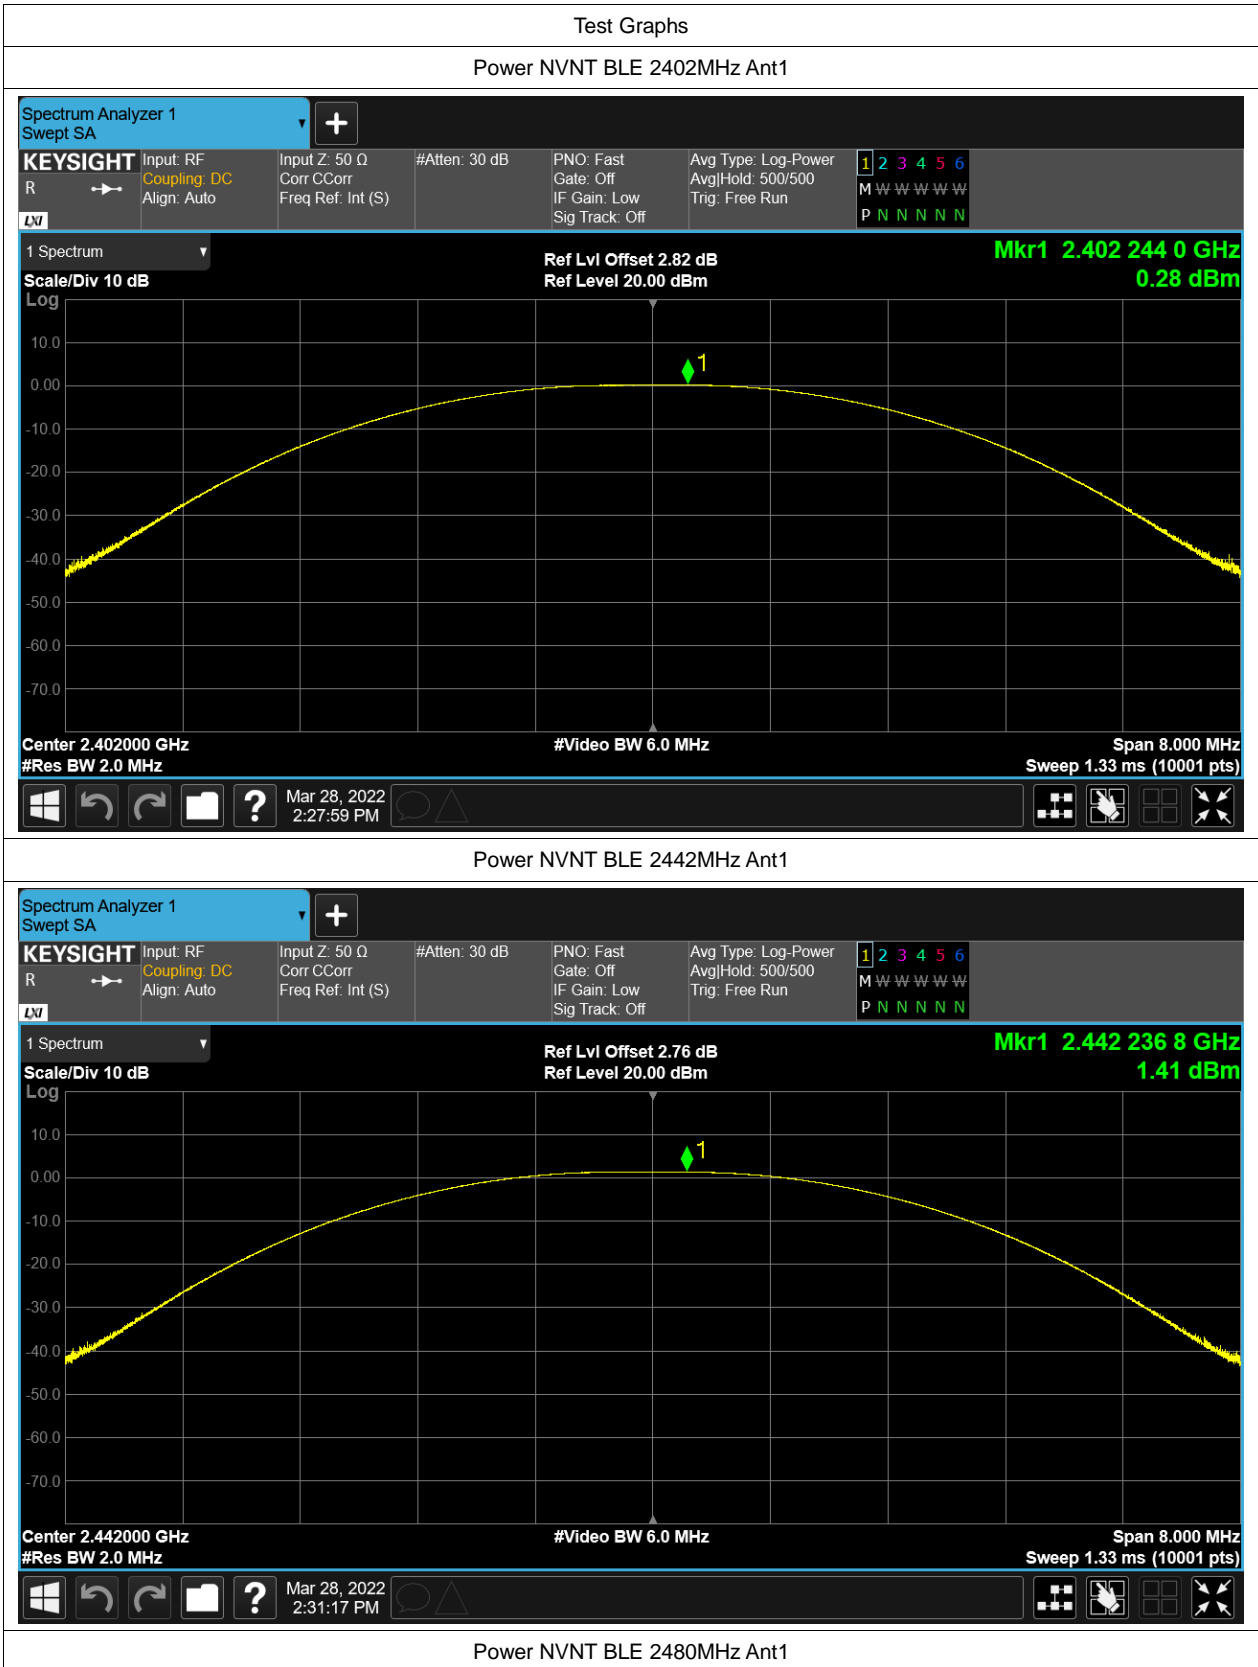 Test Graphs
Power NVNT BLE 2402MHz Ant1
Spectrum Analyzer 1
Swept SA
KEYSIGHT
R
LXI
Input: RF
Coupling: DC
Align: Auto
Input Z: 50 Ω
Corr CCorr
Freq Ref: Int (S)
#Atten: 30 dB
PNO: Fast
Gate: Off
IF Gain: Low
Sig Track: Off
Avg Type: Log-Power
Avg|Hold: 500/500
Trig: Free Run
1 2 3 4 5 6
M W W W W W
P N N N N N
1 Spectrum
Scale/Div 10 dB
Log
Ref Lvl Offset 2.82 dB
Ref Level 20.00 dBm
Mkr1 2.402 244 0 GHz
0.28 dBm
1
10.0
0.00
-10.0
-20.0
-30.0
-40.0
-50.0
-60.0
-70.0
Center 2.402000 GHz
#Res BW 2.0 MHz
#Video BW 6.0 MHz
Span 8.000 MHz
Sweep 1.33 ms (10001 pts)
?
Mar 28, 2022
2:27:59 PM
Power NVNT BLE 2442MHz Ant1
Spectrum Analyzer 1
Swept SA
KEYSIGHT
R
LXI
Input: RF
Coupling: DC
Align: Auto
Input Z: 50 Ω
Corr CCorr
Freq Ref: Int (S)
#Atten: 30 dB
PNO: Fast
Gate: Off
IF Gain: Low
Sig Track: Off
Avg Type: Log-Power
Avg|Hold: 500/500
Trig: Free Run
1 2 3 4 5 6
M W W W W W
P N N N N N
1 Spectrum
Scale/Div 10 dB
Log
Ref Lvl Offset 2.76 dB
Ref Level 20.00 dBm
Mkr1 2.442 236 8 GHz
1.41 dBm
1
10.0
0.00
-10.0
-20.0
-30.0
-40.0
-50.0
-60.0
-70.0
Center 2.442000 GHz
#Res BW 2.0 MHz
#Video BW 6.0 MHz
Span 8.000 MHz
Sweep 1.33 ms (10001 pts)
?
Mar 28, 2022
2:31:17 PM
Power NVNT BLE 2480MHz Ant1